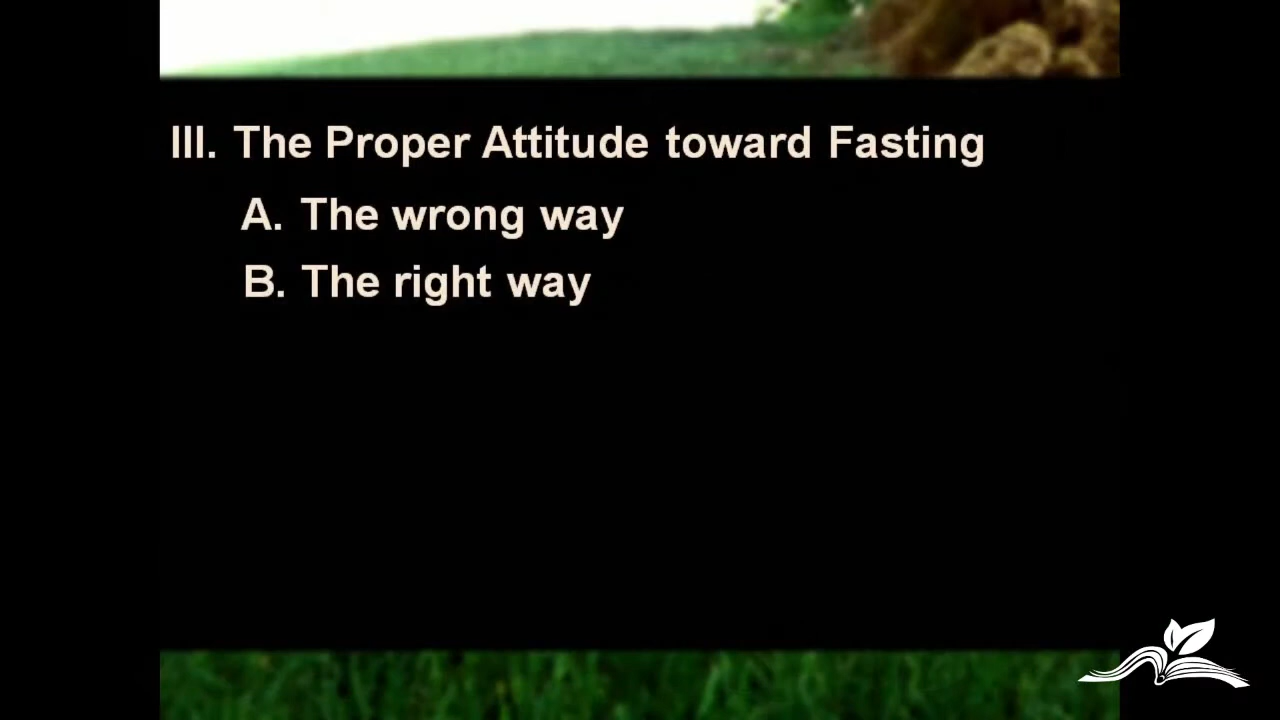 III. The Proper Attitude toward Fasting
A. The wrong way
B. The right way